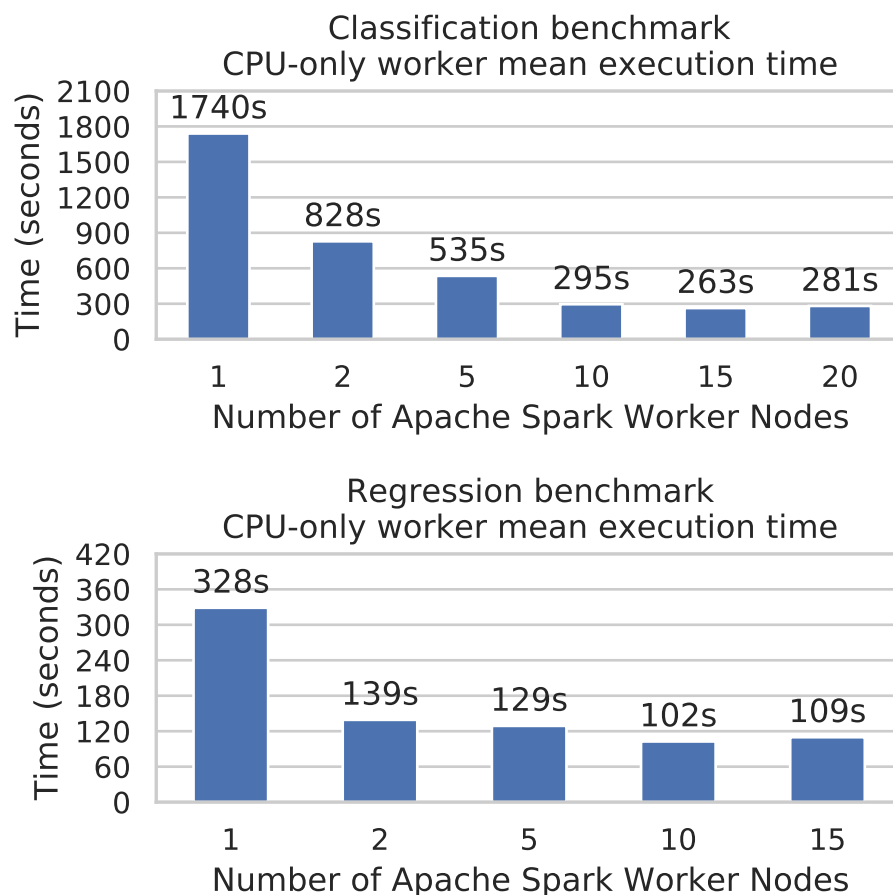 Classification benchmark
CPU-only worker mean execution time
Time (seconds)
2100
1800
1500
1200
900
600
300
0
1740s
828s
535s
295s
263s
281s
1 2 5 10 15 20
Number of Apache Spark Worker Nodes
Regression benchmark
CPU-only worker mean execution time
Time (seconds)
420
360
300
240
180
120
60
0
328s
139s
129s
102s
109s
1 2 5 10 15
Number of Apache Spark Worker Nodes